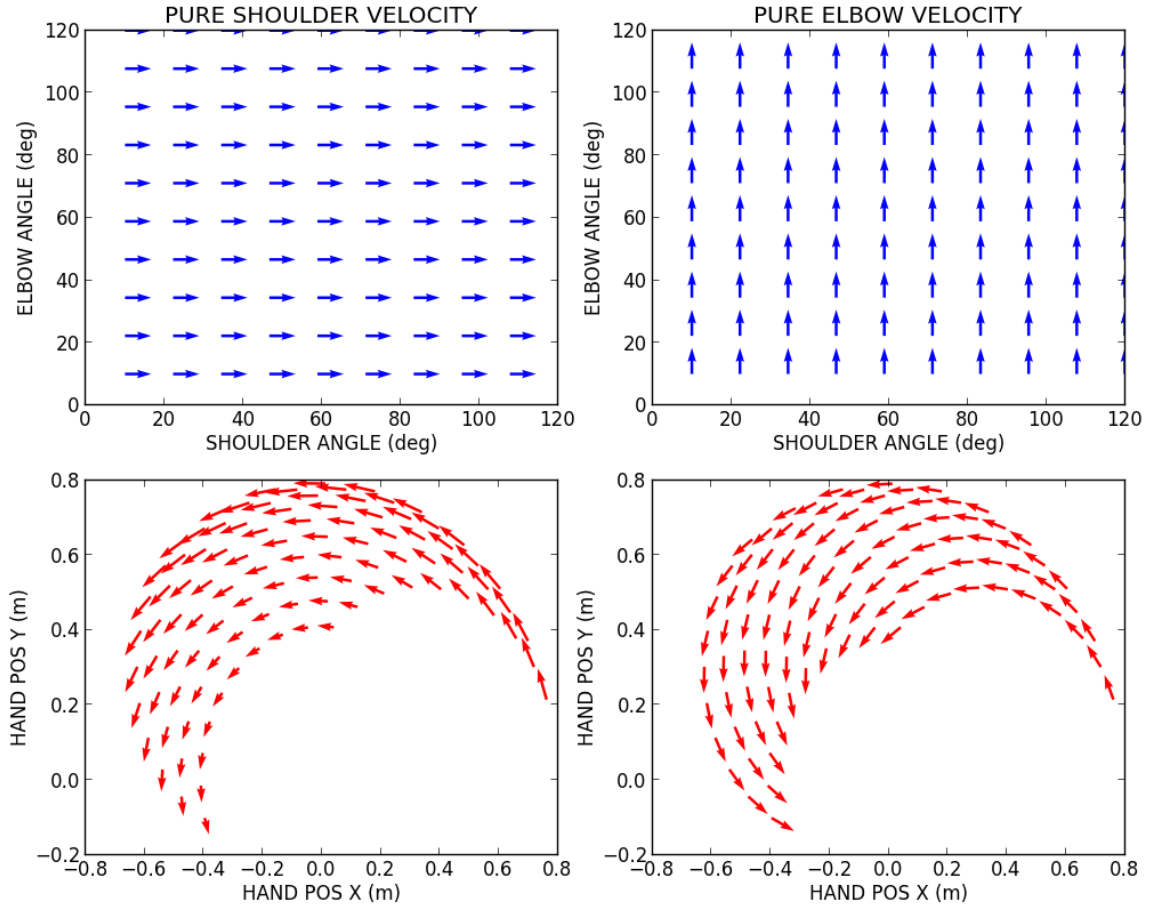 PURE SHOULDER VELOCITY
120
100
80
60
40
20
0
ELBOW ANGLE (deg)
0 20 40 60 80 100 120
SHOULDER ANGLE (deg)
PURE ELBOW VELOCITY
120
100
80
60
40
20
0
ELBOW ANGLE (deg)
0 20 40 60 80 100 120
SHOULDER ANGLE (deg)
0.8
0.6
0.4
0.2
0.0
−0.2
HAND POS Y (m)
−0.8 −0.6 −0.4 −0.2 0.0 0.2 0.4 0.6 0.8
HAND POS X (m)
0.8
0.6
0.4
0.2
0.0
−0.2
HAND POS Y (m)
−0.8 −0.6 −0.4 −0.2 0.0 0.2 0.4 0.6 0.8
HAND POS X (m)